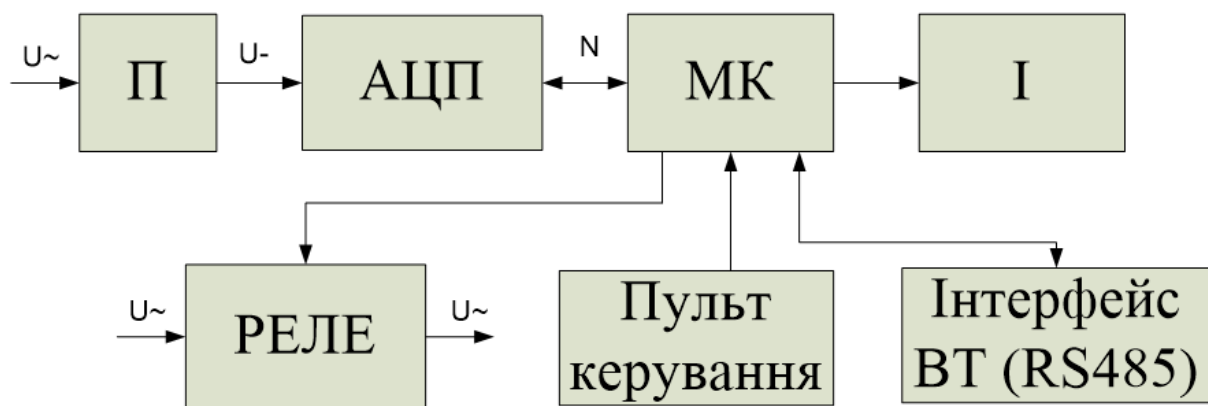 U~
П
U-
АЦП
N
МК
І
U~
РЕЛЕ
U~
Пульт
керування
Інтерфейс
ВТ (RS485)